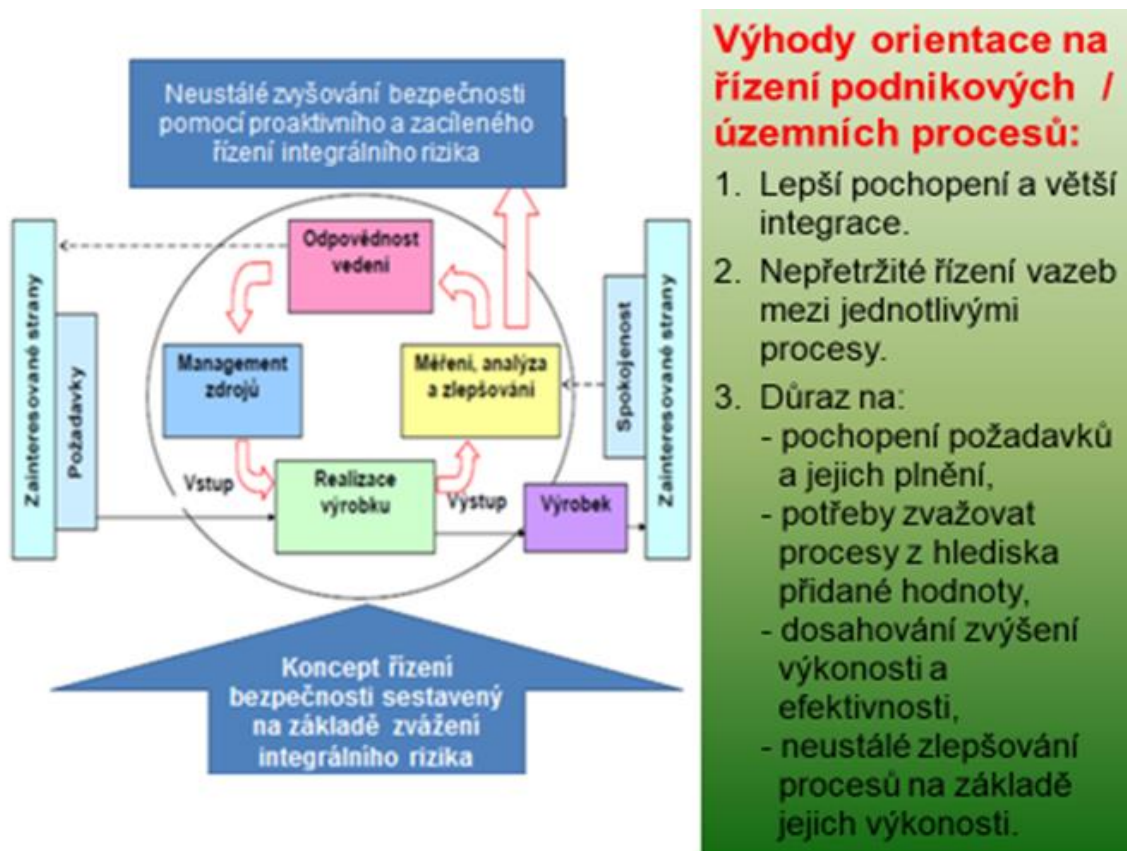 Neustálé zvyšování bezpečnosti
pomocí proaktivního a zacíleného
řízení integrálního rizika
Zainteresované strany
Požadavky
Odpovědnost
vedení
Management
zdrojů
Měření, analýza
a zlepšování
Realizace
výrobku
Vstup
Výstup
Výrobek
Spokojenost
Zainteresované strany
Koncept řízení
bezpečnosti sestavený
na základě zvážení
integrálního rizika
Výhody orientace na
řízení podnikových /
územních procesů:
1. Lepší pochopení a větší
integrace.
2. Nepřetržité řízení vazeb
mezi jednotlivými
procesy.
3. Důraz na:
- pochopení požadavků
a jejich plnění,
- potřeby zvažovat
procesy z hlediska
přidané hodnoty,
- dosahování zvýšení
výkonosti a
efektivnosti,
- neustálé zlepšování
procesů na základě
jejich výkonosti.